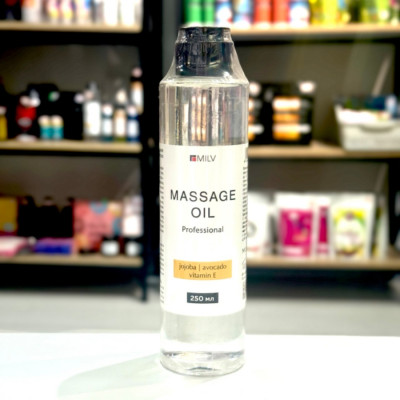 MILV
MASSAGE
OIL
Professional
jojoba | avocado
vitamin E
250 мл